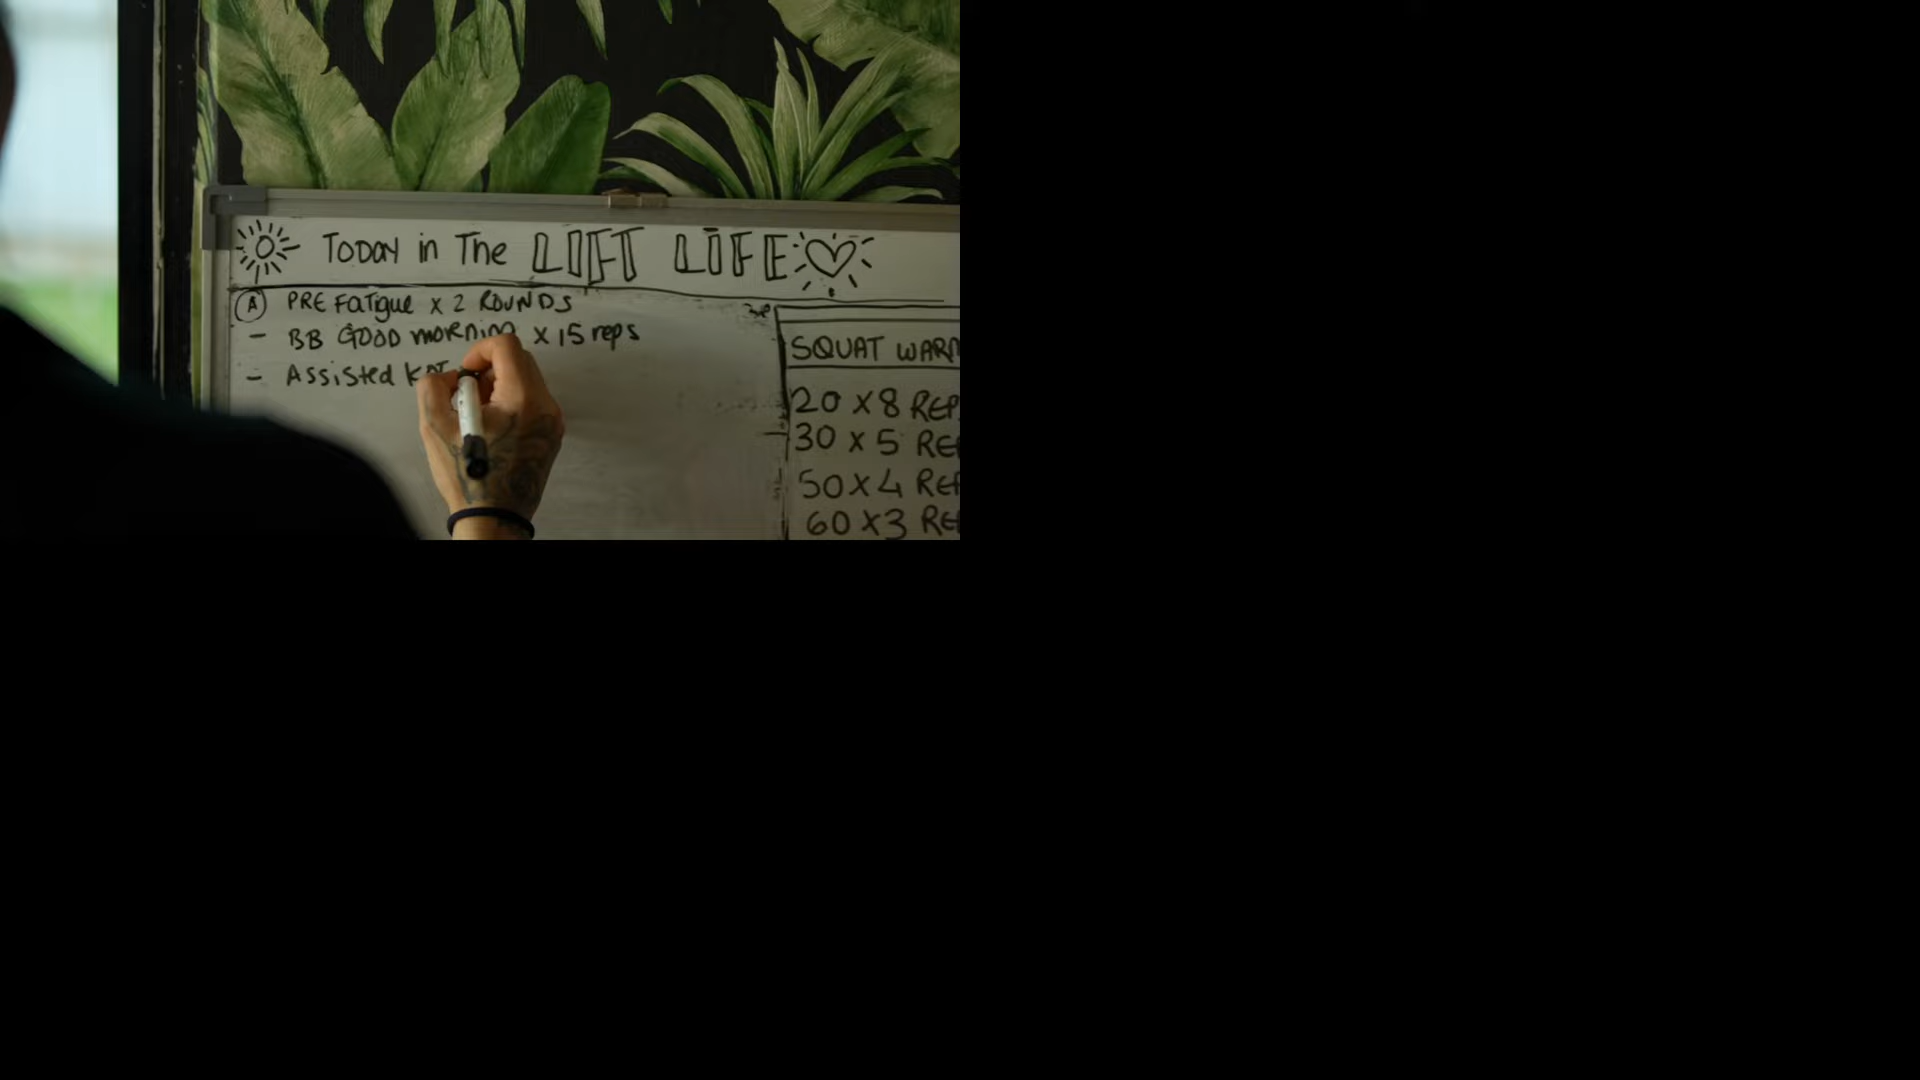 TODAY in The LIFT LIFE
A PRE FaTigue x 2 ROUNDS
- BB GOOD morning x 15 reps
- Assisted
SQUAT
20 x 8
30 x 5
50 x 4
60 x 3